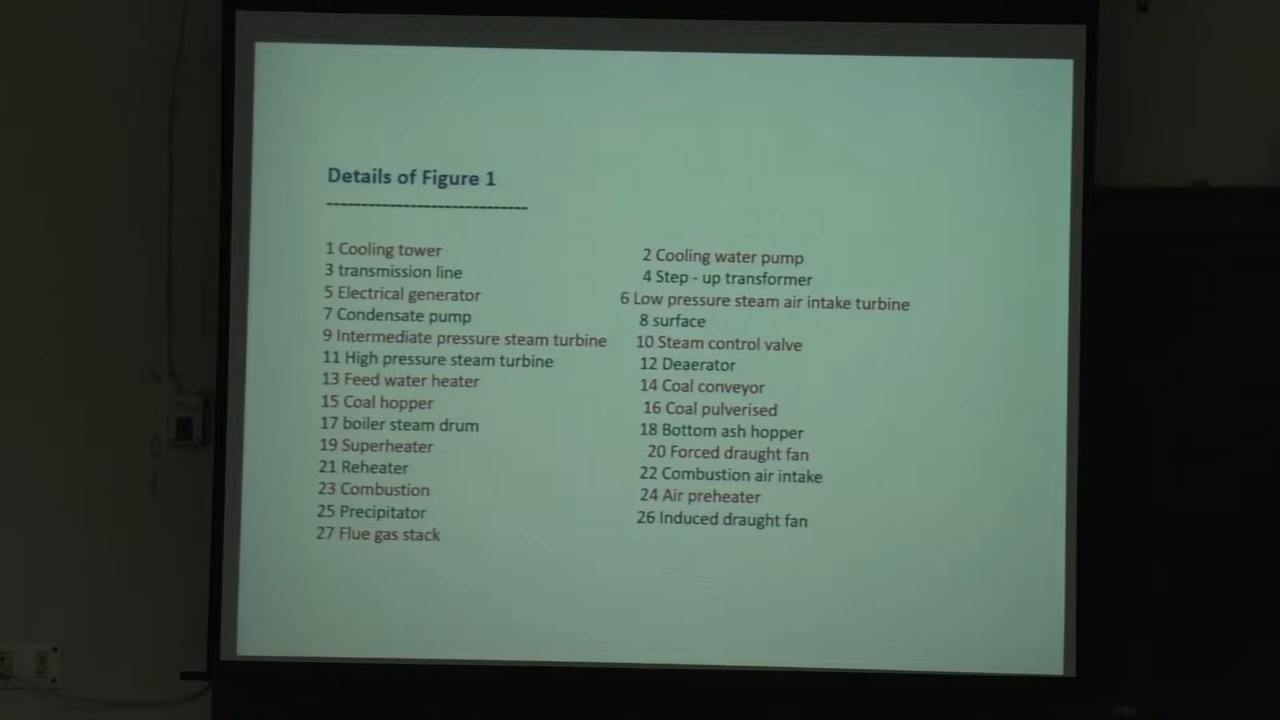 Details of Figure 1
----------------------------
1 Cooling tower 2 Cooling water pump
3 transmission line 4 Step - up transformer
5 Electrical generator 6 Low pressure steam air intake turbine
7 Condensate pump 8 surface
9 Intermediate pressure steam turbine 10 Steam control valve
11 High pressure steam turbine 12 Deaerator
13 Feed water heater 14 Coal conveyor
15 Coal hopper 16 Coal pulverised
17 boiler steam drum 18 Bottom ash hopper
19 Superheater 20 Forced draught fan
21 Reheater 22 Combustion air intake
23 Combustion 24 Air preheater
25 Precipitator 26 Induced draught fan
27 Flue gas stack